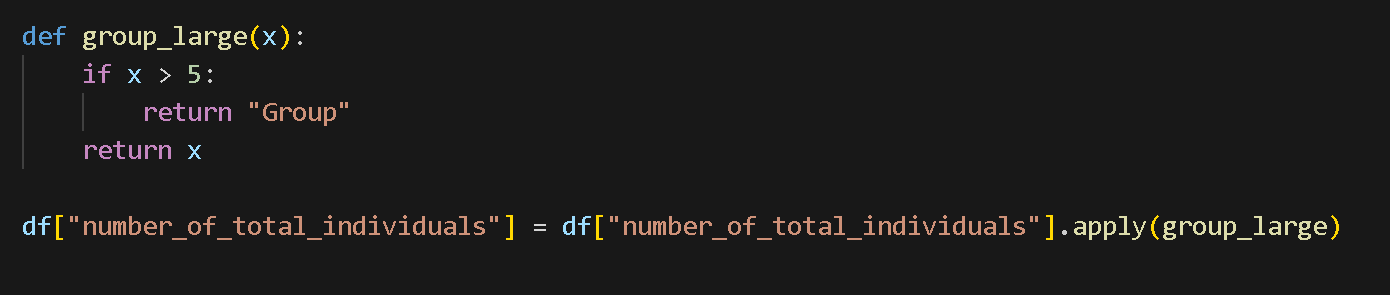 def group_large(x):
    if x > 5:
        return "Group"
    return x

df["number_of_total_individuals"] = df["number_of_total_individuals"].apply(group_large)